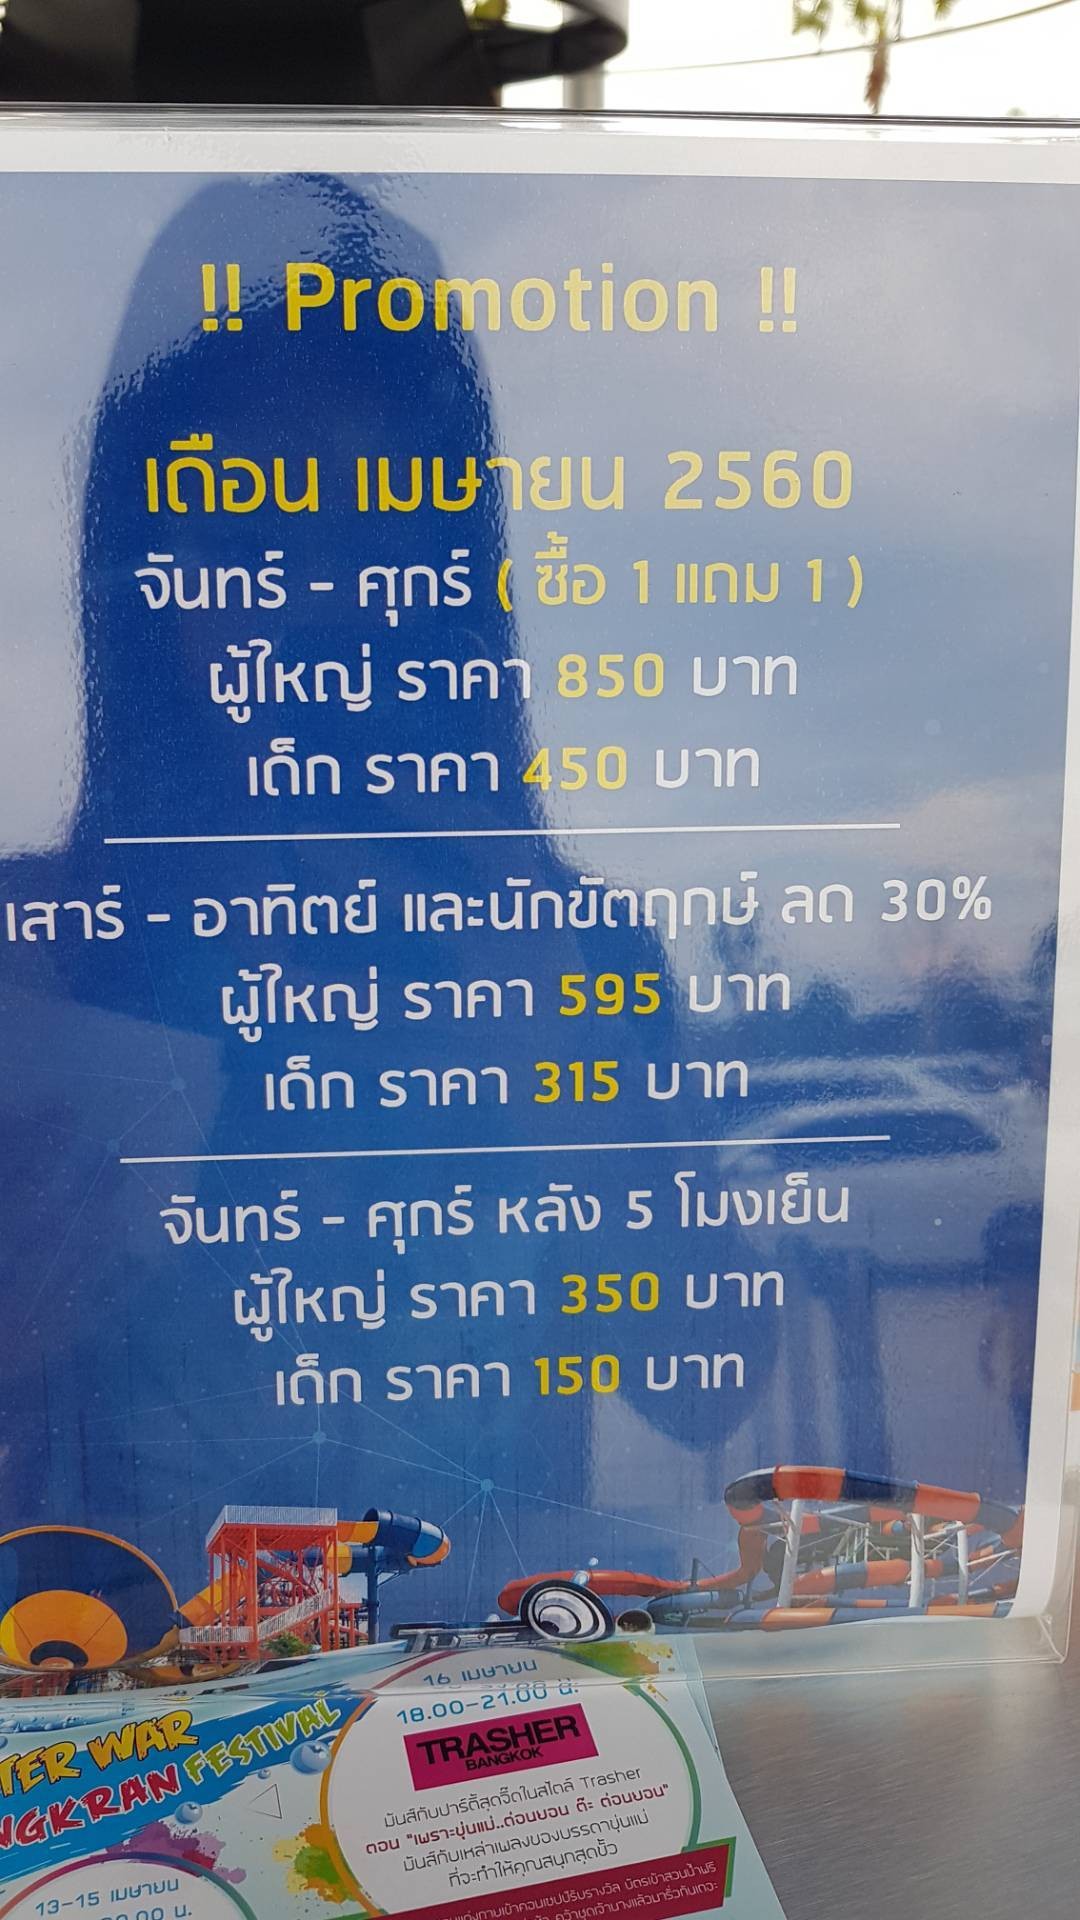 !! Promotion !!
เดือน เมษายน 2560
จันทร์ - ศุกร์ ( ซื้อ 1 แถม 1 )
ผู้ใหญ่ ราคา 850 บาท
เด็ก ราคา 450 บาท
เสาร์ - อาทิตย์ และนักขัตฤกษ์ ลด 30%
ผู้ใหญ่ ราคา 595 บาท
เด็ก ราคา 315 บาท
จันทร์ - ศุกร์ หลัง 5 โมงเย็น
ผู้ใหญ่ ราคา 350 บาท
เด็ก ราคา 150 บาท
16 เมษายน
18.00-21.00 น.
TRASHER
BANGKOK
มันส์กับปาร์ตี้สุดจี๊ดในสไตล์ Trasher
ตอน "เพราะขุ่นแม่..ต่อนยอน ต๊ะ ต่อนยอน"
มันส์กับเหล่าเพลงของบรรดาขุ่นแม่
ที่จะทำให้คุณสนุกสุดขั้ว
WAR
FESTIVAL
13-15 เมษายน